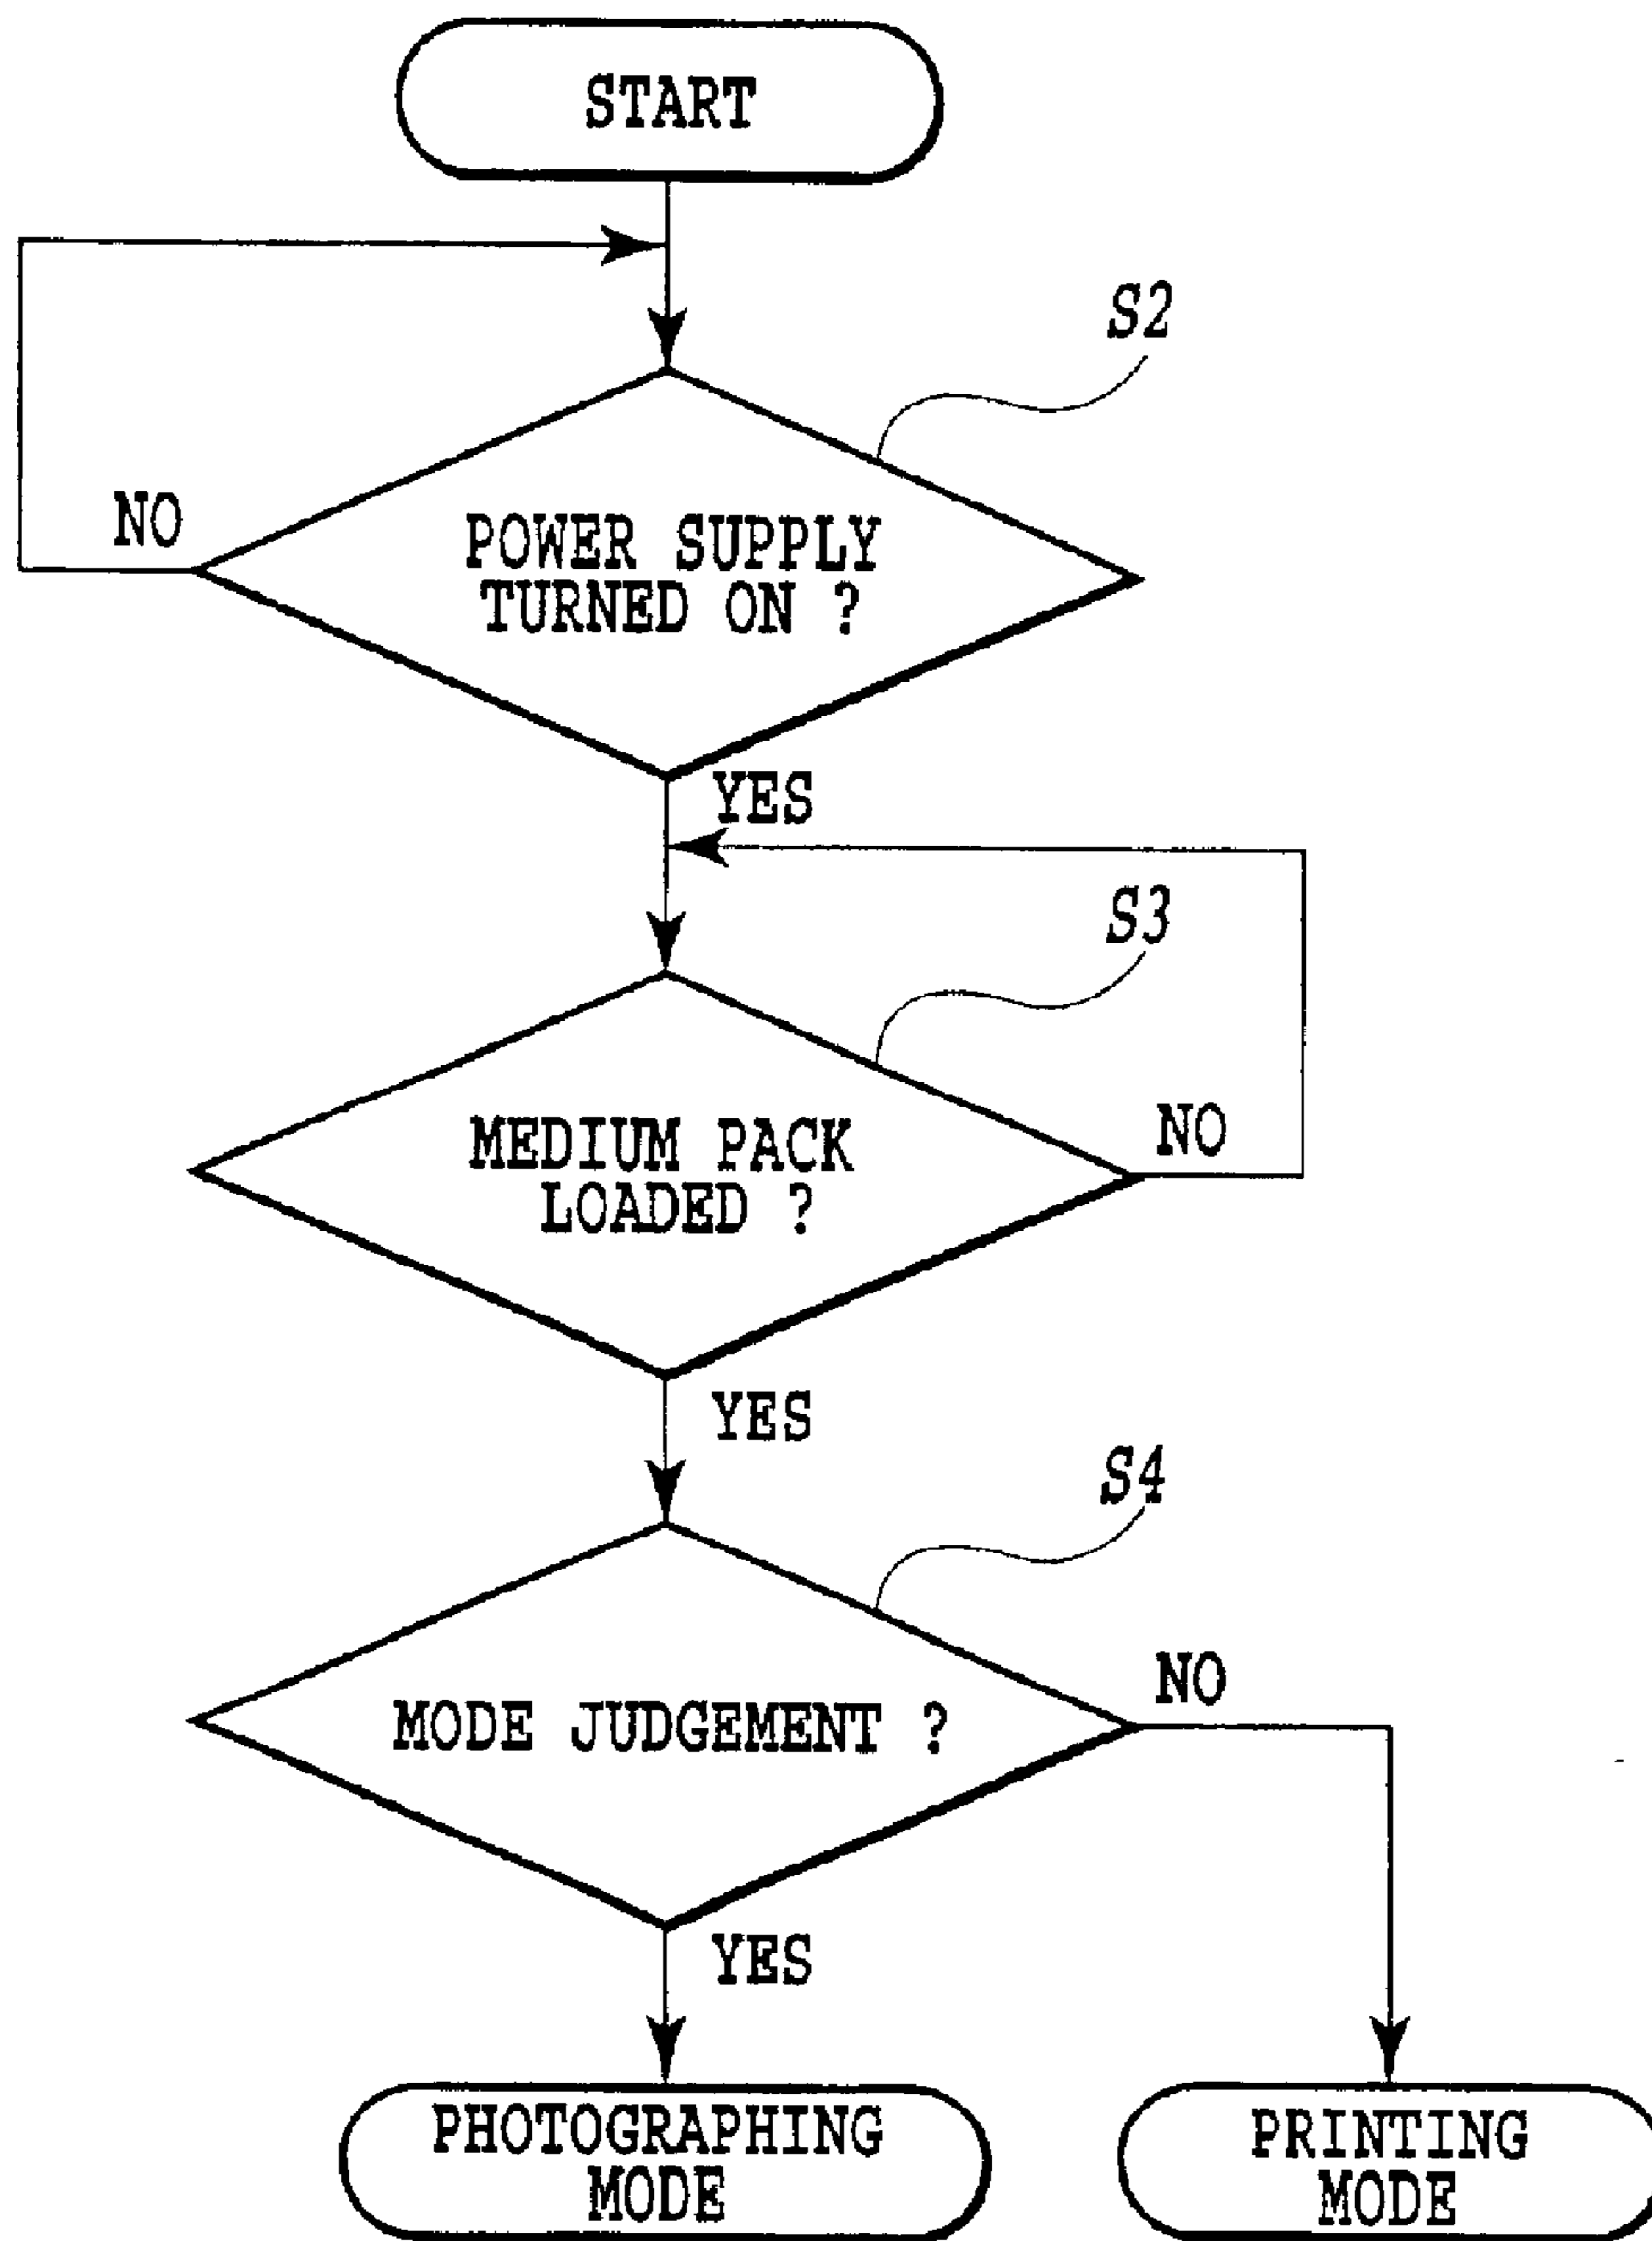 START
S2
NO
POWER SUPPLY
TURNED ON ?
YES
S3
MEDIUM PACK
LOADED ?
NO
YES
S4
MODE JUDGEMENT ?
NO
YES
PHOTOGRAPHING
MODE
PRINTING
MODE